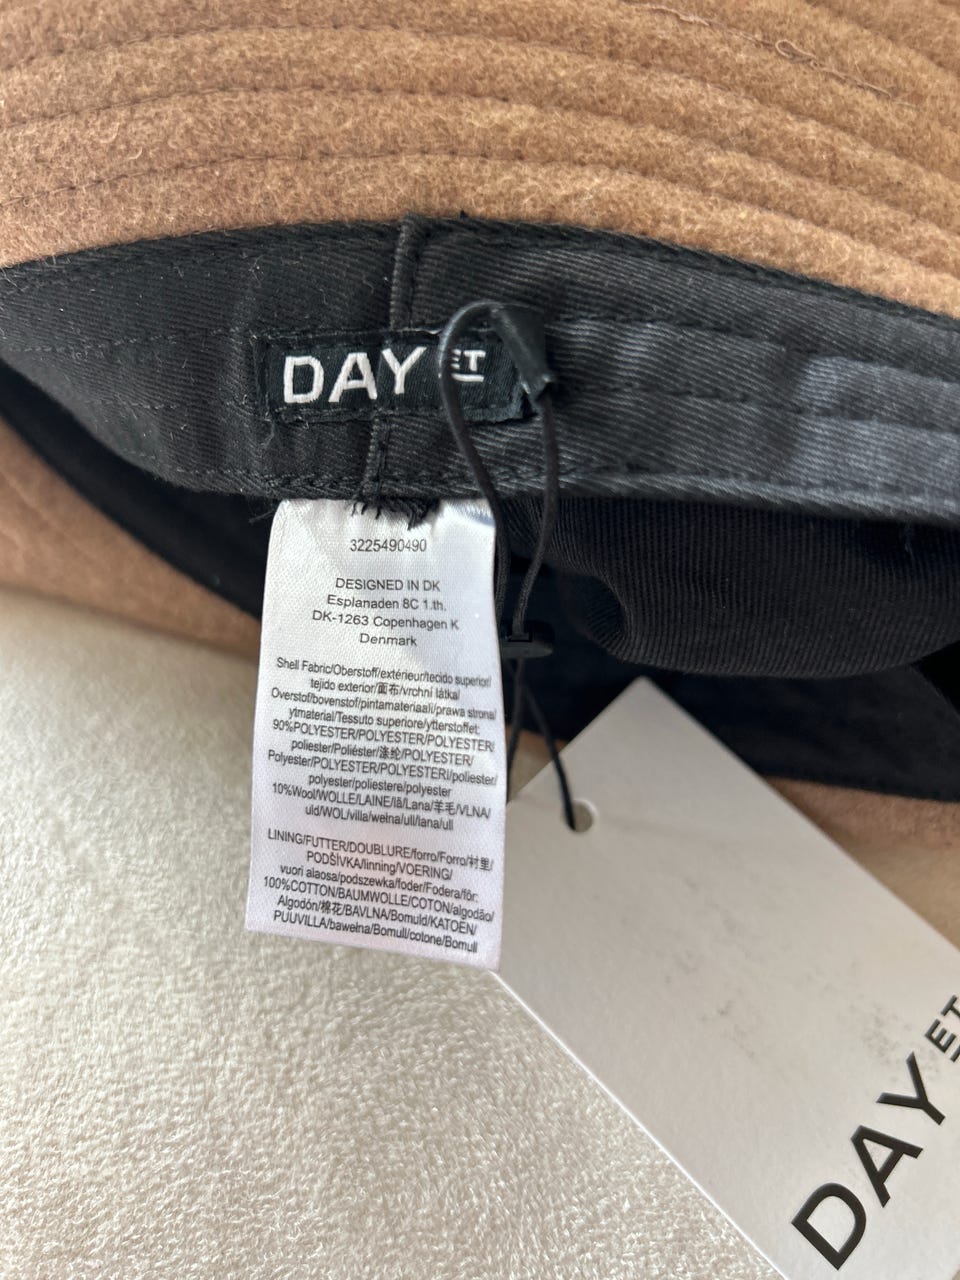 DAY ET
3225490490
DESIGNED IN DK
Esplanaden 8C 1.th.
DK-1263 Copenhagen K
Denmark
Shell Fabric/Oberstoff/extérieur/tecido superior/
tejido exterior/面布/vrchní látka/
Overstof/bovenstof/pintamateriaali/prawa strona/
ytmaterial/Tessuto superiore/ytterstoffet:
90%POLYESTER/POLYESTER/POLYESTER/
poliester/Poliéster/涤纶/POLYESTER/
Polyester/POLYESTER/POLYESTERI/poliester/
polyester/poliestere/polyester
10%Wool/WOLLE/LAINE/lã/Lana/羊毛/VLNA/
uld/WOL/villa/wełna/ull/lana/ull
LINING/FUTTER/DOUBLURE/forro/Forro/衬里/
PODŠÍVKA/linning/VOERING/
vuori alaosa/podszewka/foder/Fodera/fôr:
100%COTTON/BAUMWOLLE/COTON/algodão/
Algodón/棉花/BAVLNA/Bomuld/KATOEN/
PUUVILLA/bawełna/Bomull/cotone/Bomull
DAY ET